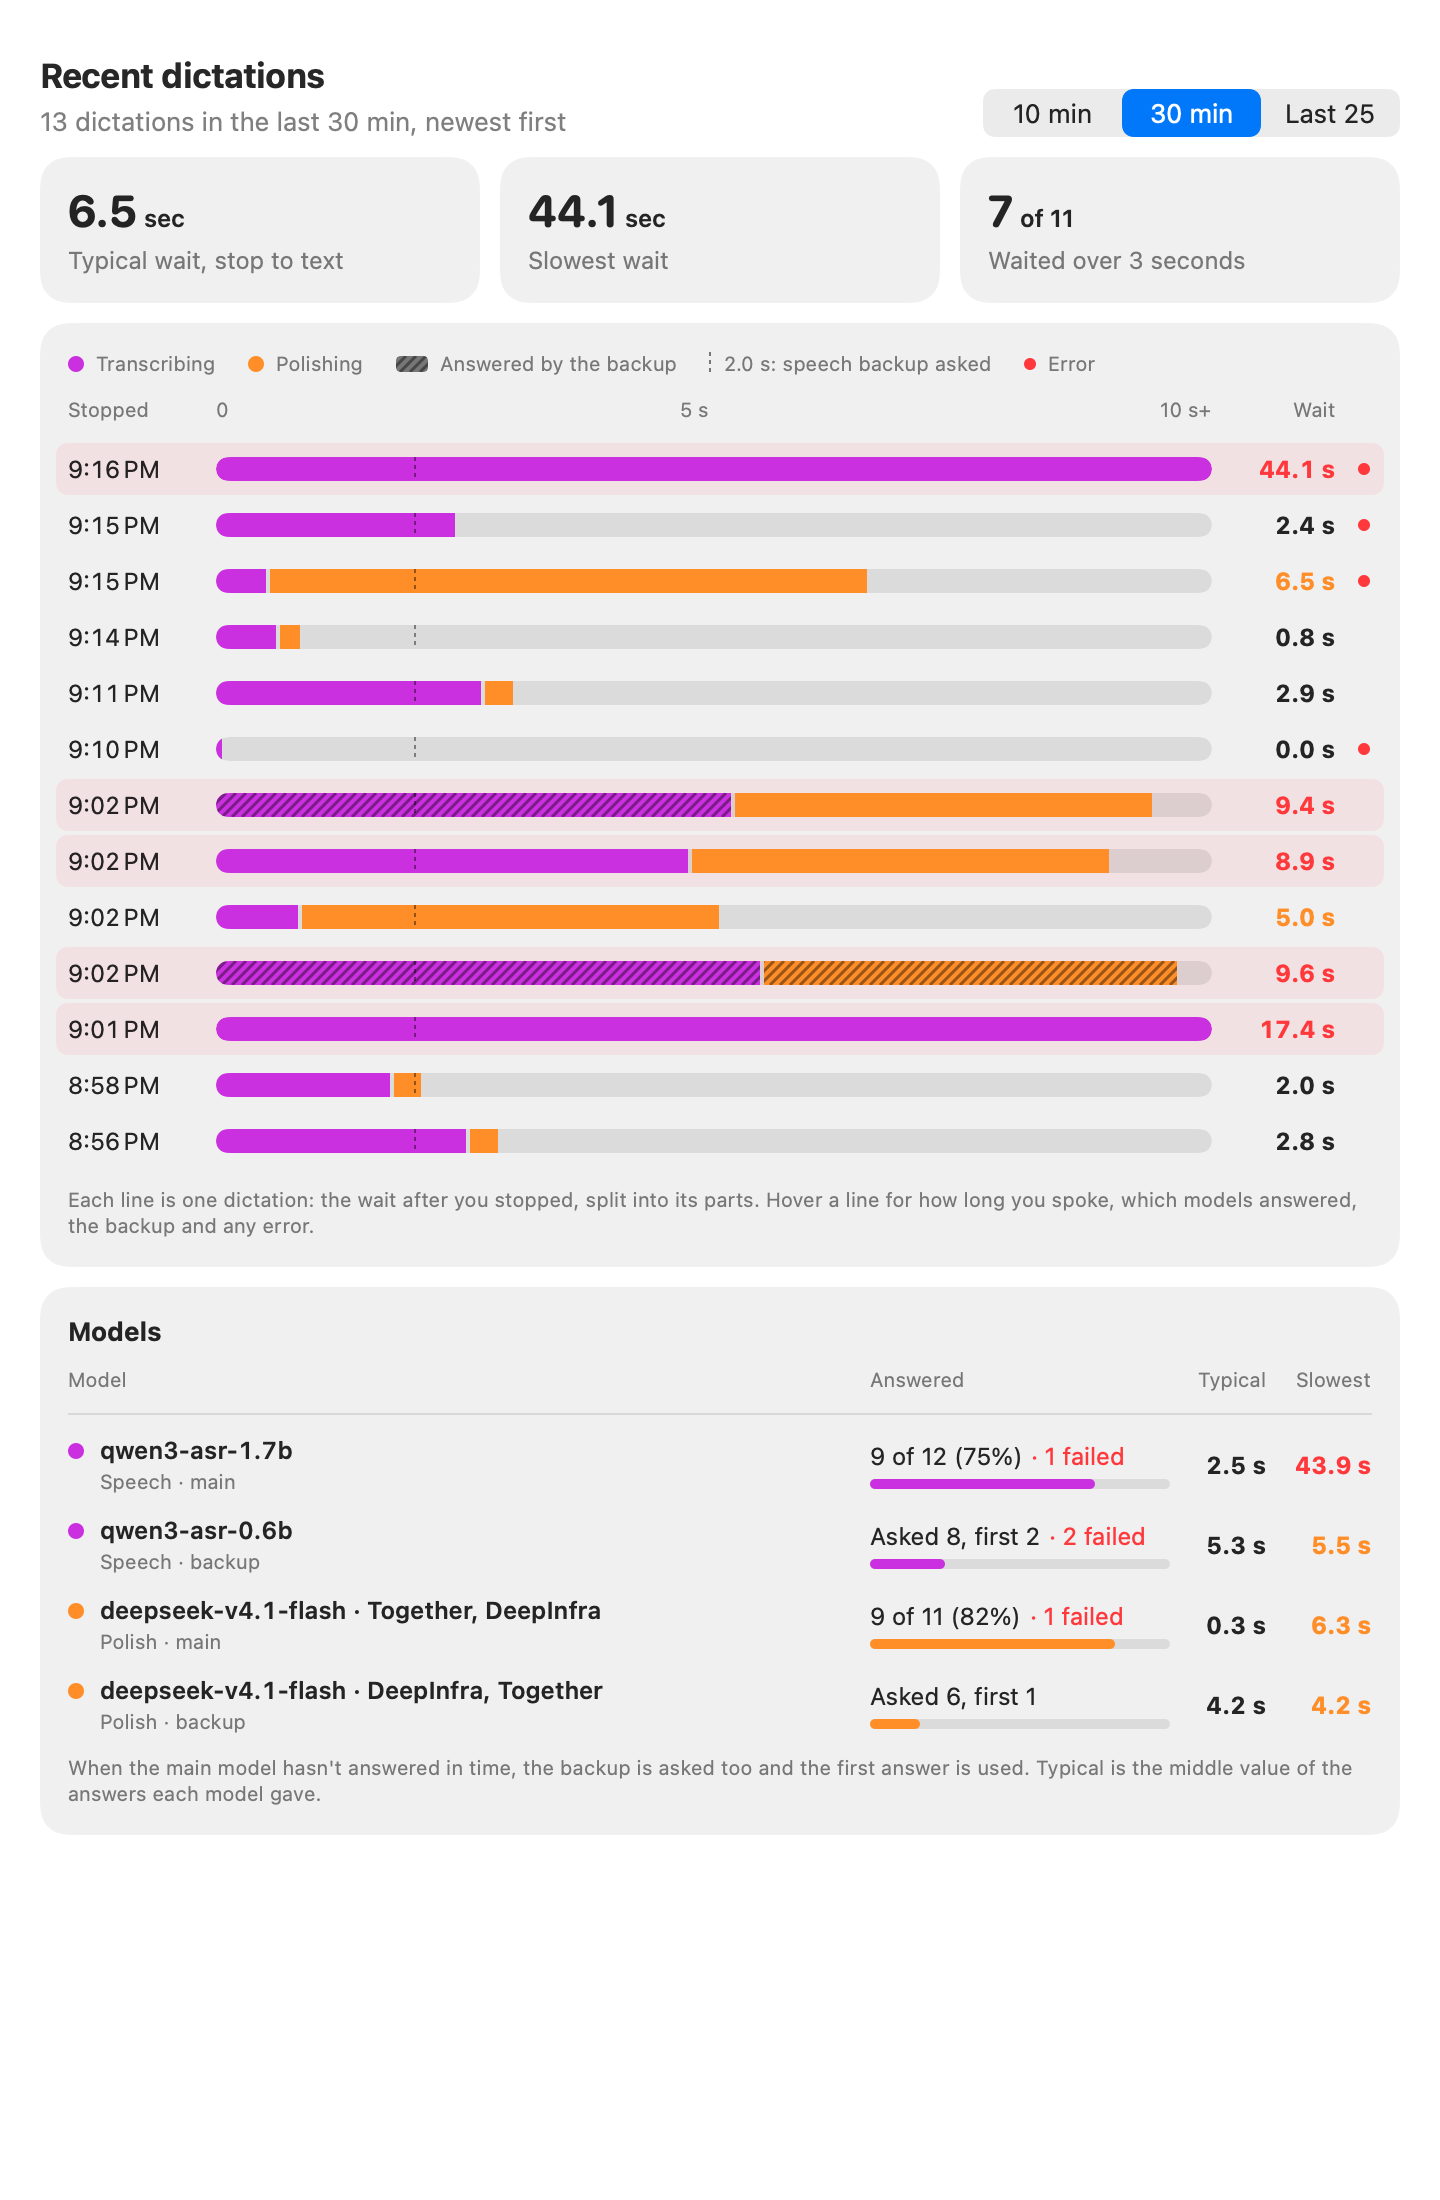 Recent dictations
13 dictations in the last 30 min, newest first
10 min 30 min Last 25
6.5 sec
Typical wait, stop to text
44.1 sec
Slowest wait
7 of 11
Waited over 3 seconds
Transcribing Polishing Answered by the backup 2.0 s: speech backup asked Error
Stopped 0 5 s 10 s+ Wait
9:16 PM 44.1 s
9:15 PM 2.4 s
9:15 PM 6.5 s
9:14 PM 0.8 s
9:11 PM 2.9 s
9:10 PM 0.0 s
9:02 PM 9.4 s
9:02 PM 8.9 s
9:02 PM 5.0 s
9:02 PM 9.6 s
9:01 PM 17.4 s
8:58 PM 2.0 s
8:56 PM 2.8 s
Each line is one dictation: the wait after you stopped, split into its parts. Hover a line for how long you spoke, which models answered,
the backup and any error.
Models
Model Answered Typical Slowest
qwen3-asr-1.7b
Speech · main
9 of 12 (75%) · 1 failed 2.5 s 43.9 s
qwen3-asr-0.6b
Speech · backup
Asked 8, first 2 · 2 failed 5.3 s 5.5 s
deepseek-v4.1-flash · Together, DeepInfra
Polish · main
9 of 11 (82%) · 1 failed 0.3 s 6.3 s
deepseek-v4.1-flash · DeepInfra, Together
Polish · backup
Asked 6, first 1 4.2 s 4.2 s
When the main model hasn't answered in time, the backup is asked too and the first answer is used. Typical is the middle value of the
answers each model gave.